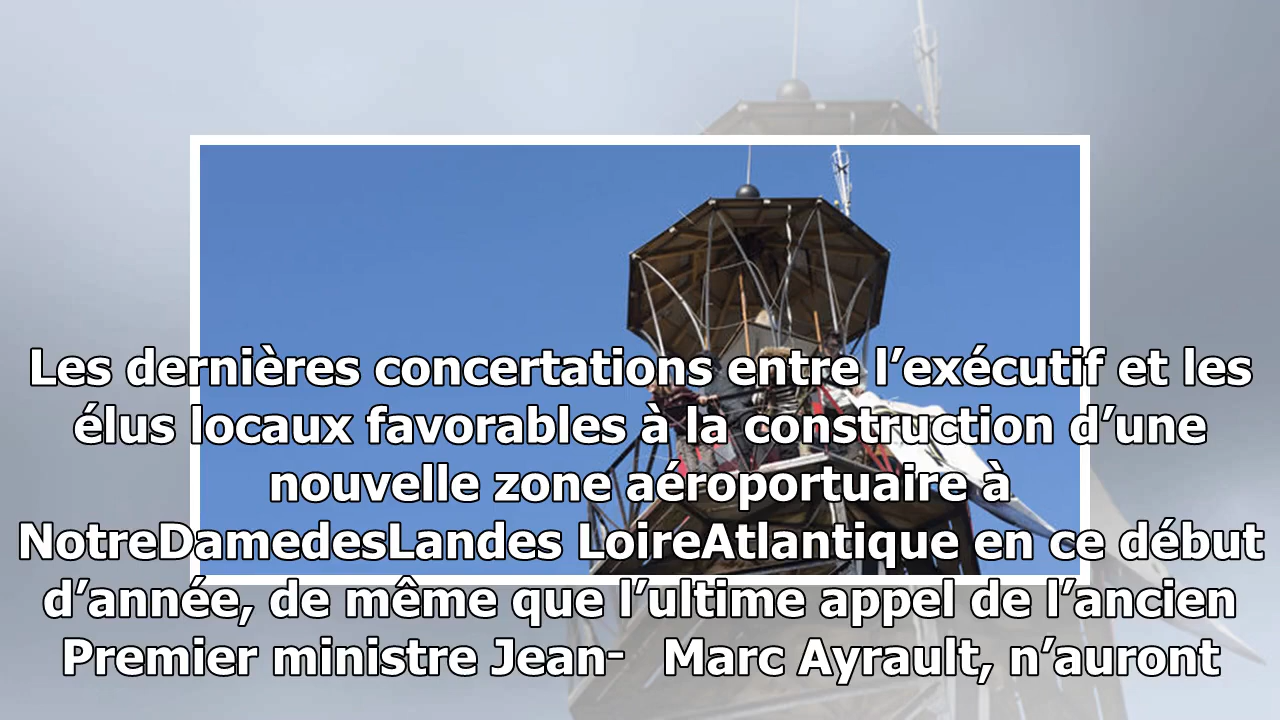 Les dernières concertations entre l’exécutif et les
élus locaux favorables à la construction d’une
nouvelle zone aéroportuaire à
NotreDamedesLandes LoireAtlantique en ce début
d’année, de même que l’ultime appel de l’ancien
Premier ministre Jean- Marc Ayrault, n’auront